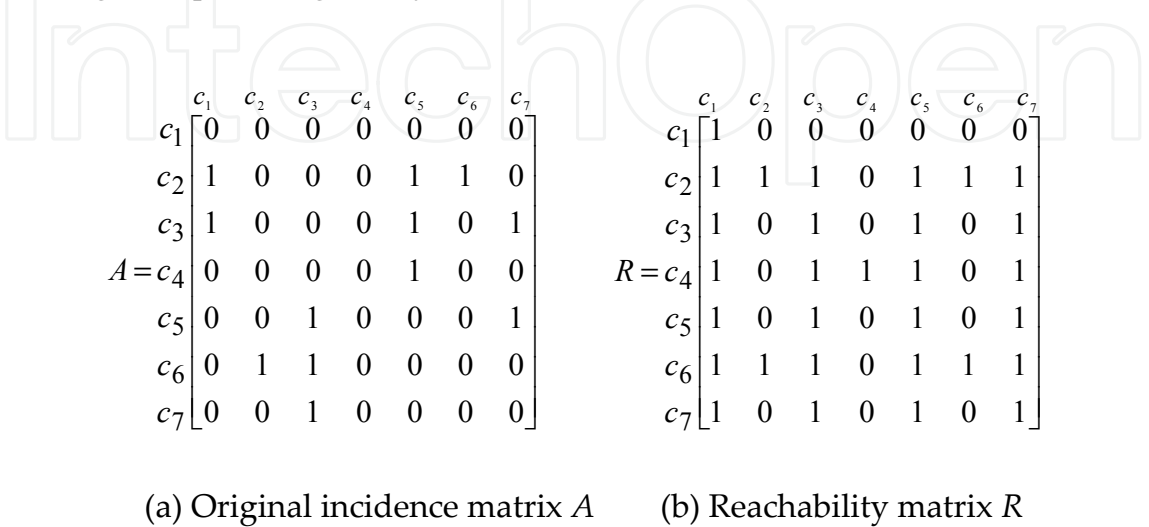 IntechOpen
c1 c2 c3 c4 c5 c6 c7
c1 0 0 0 0 0 0 0
c2 1 0 0 0 1 1 0
c3 1 0 0 0 1 0 1
A = c4 0 0 0 0 1 0 0
c5 0 0 1 0 0 0 1
c6 0 1 1 0 0 0 0
c7 0 0 1 0 0 0 0
c1 c2 c3 c4 c5 c6 c7
c1 1 0 0 0 0 0 0
c2 1 1 1 0 1 1 1
c3 1 0 1 0 1 0 1
R = c4 1 0 1 1 1 0 1
c5 1 0 1 0 1 0 1
c6 1 1 1 0 1 1 1
c7 1 0 1 0 1 0 1
(a) Original incidence matrix A
(b) Reachability matrix R